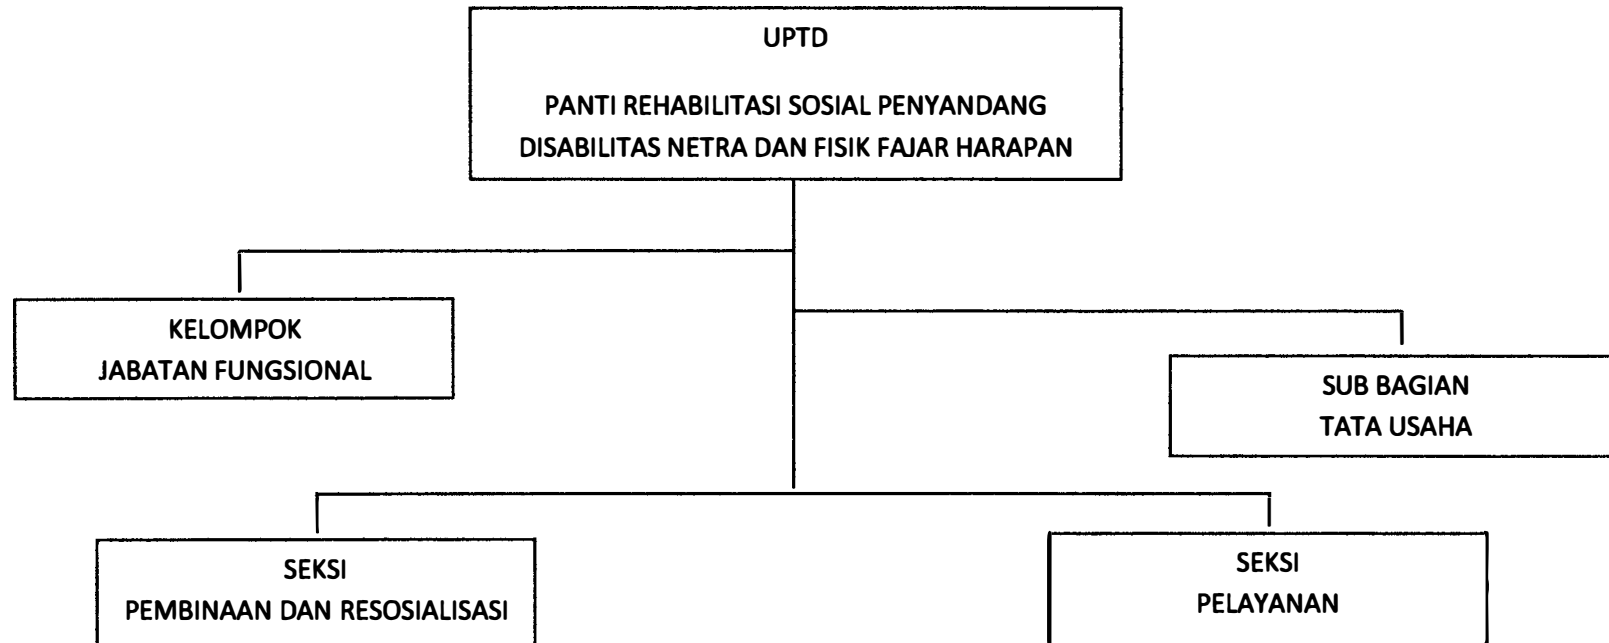 UPTD
PANTI REHABILITASI SOSIAL PENYANDANG
DISABILITAS NETRA DAN FISIK FAJAR HARAPAN
KELOMPOK
JABATAN FUNGSIONAL
SUB BAGIAN
TATA USAHA
SEKSI
PEMBINAAN DAN RESOSIALISASI
SEKSI
PELAYANAN